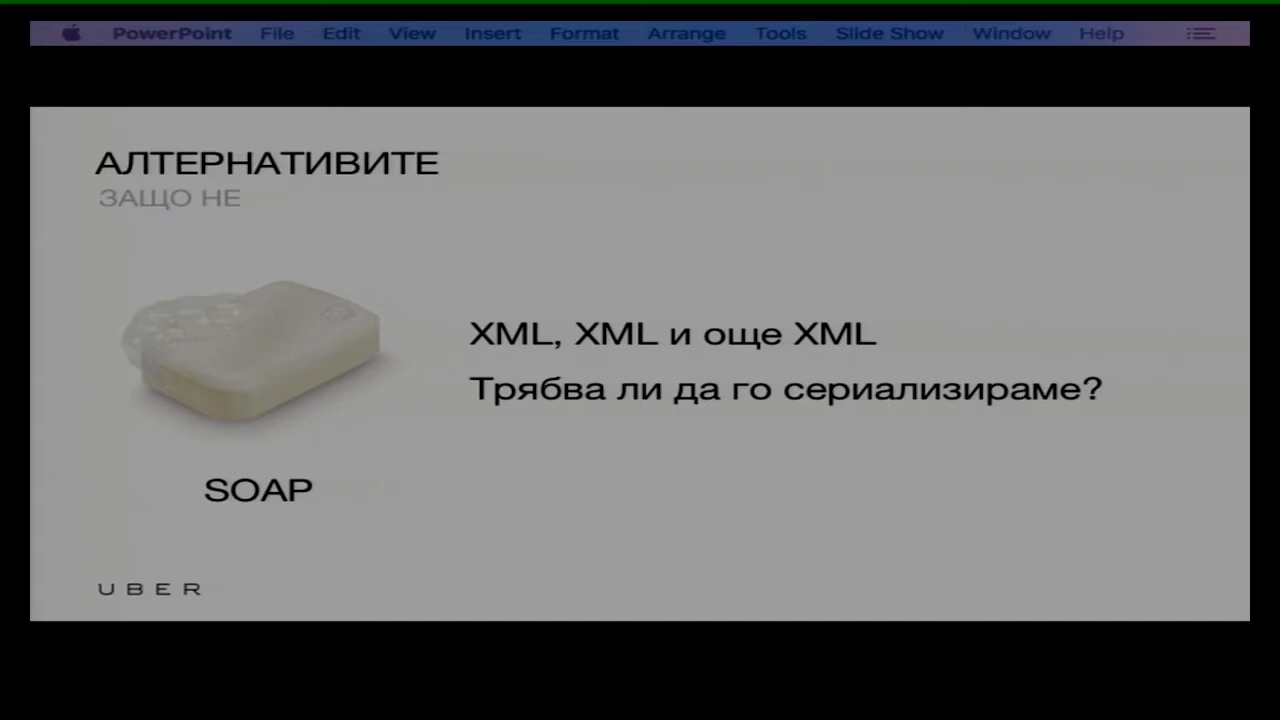 PowerPoint File Edit View Insert Format Arrange Tools Slide Show Window Help
АЛТЕРНАТИВИТЕ
ЗАЩО НЕ
XML, XML и още XML
Трябва ли да го сериализираме?
SOAP
UBER